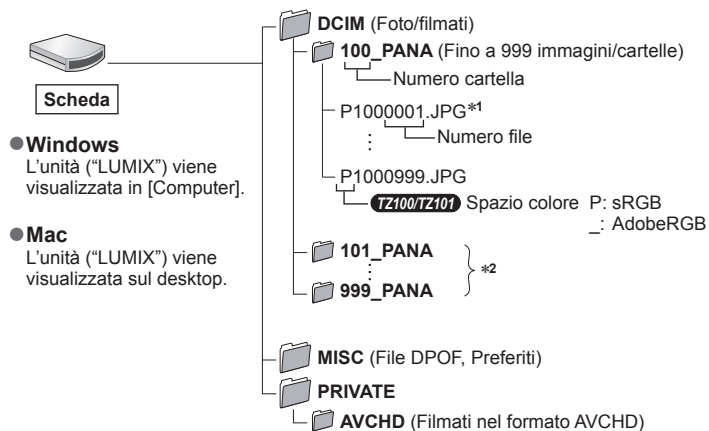 DCIM (Foto/filmati)
100_PANA (Fino a 999 immagini/cartelle)
Numero cartella
P1000001.JPG*1
Numero file
P1000999.JPG
TZ100/TZ101 Spazio colore P: sRGB
_: AdobeRGB
101_PANA
*2
999_PANA
MISC (File DPOF, Preferiti)
PRIVATE
AVCHD (Filmati nel formato AVCHD)
Scheda
●Windows
L'unità ("LUMIX") viene
visualizzata in [Computer].
●Mac
L'unità ("LUMIX") viene
visualizzata sul desktop.